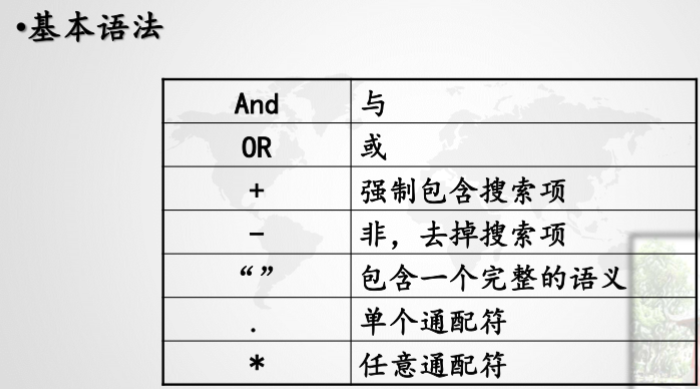 •基本语法
And 与
OR 或
+ 强制包含搜索项
- 非，去掉搜索项
“” 包含一个完整的语义
. 单个通配符
* 任意通配符